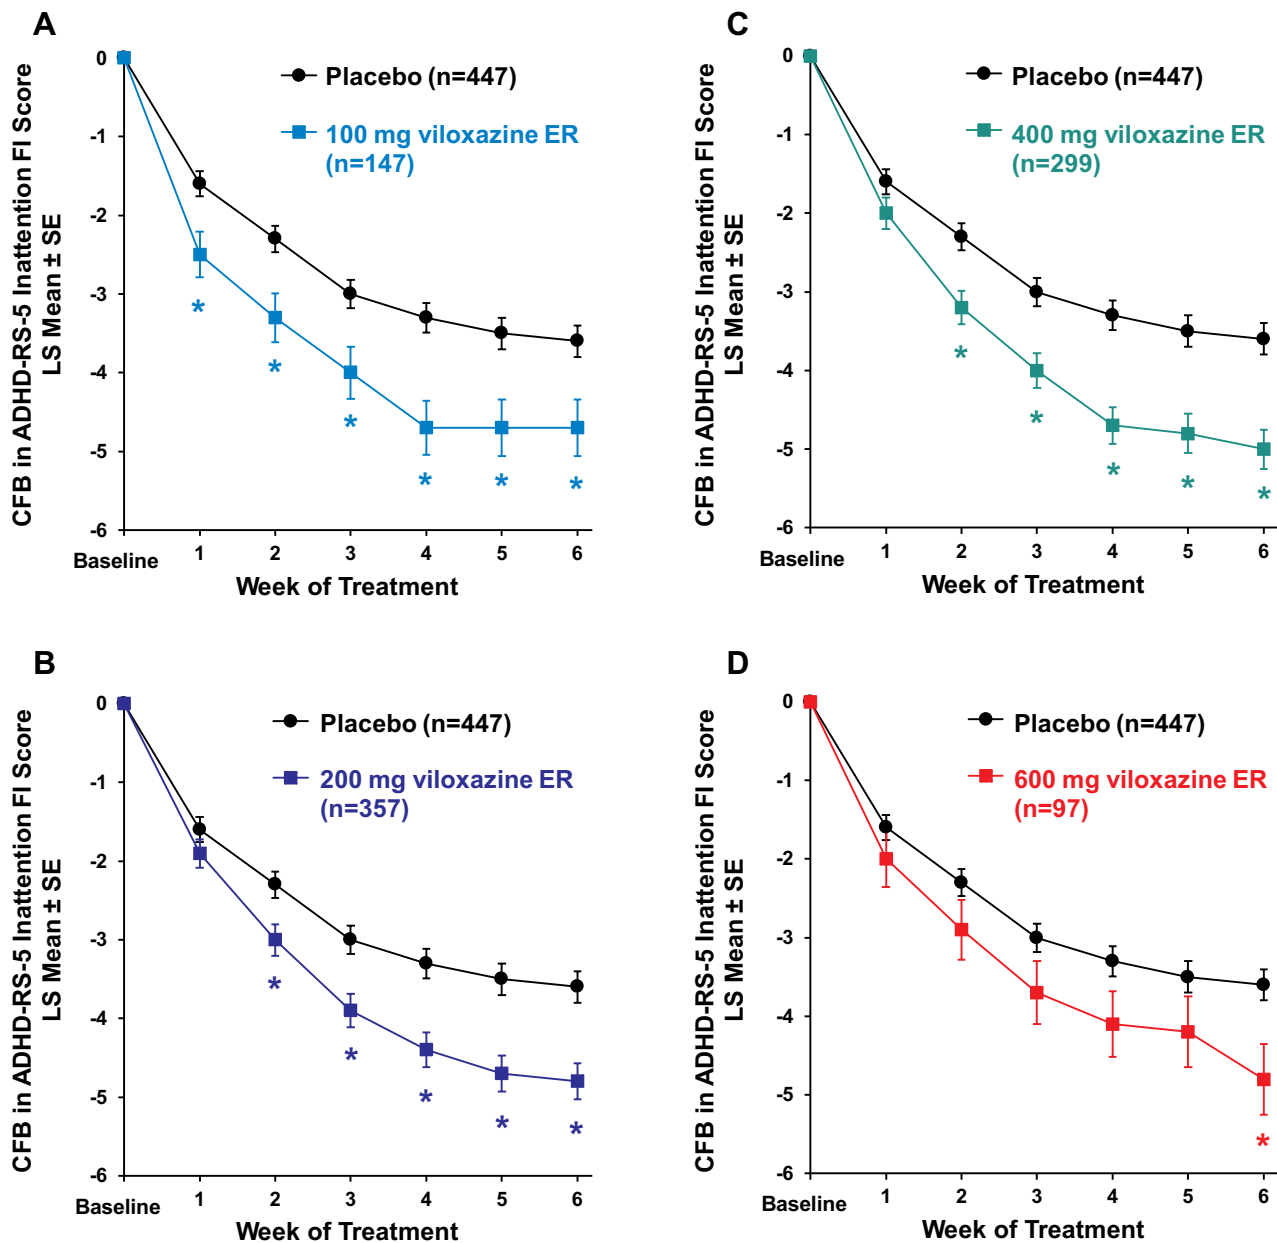 A
CFB in ADHD-RS-5 Inattention FI Score
LS Mean ± SE
0
-1
-2
-3
-4
-5
-6
Placebo (n=447)
100 mg viloxazine ER
(n=147)
*
*
*
*
*
*
Baseline
1
2
3
4
5
6
Week of Treatment
C
CFB in ADHD-RS-5 Inattention FI Score
LS Mean ± SE
0
-1
-2
-3
-4
-5
-6
Placebo (n=447)
400 mg viloxazine ER
(n=299)
*
*
*
*
*
Baseline
1
2
3
4
5
6
Week of Treatment
B
CFB in ADHD-RS-5 Inattention FI Score
LS Mean ± SE
0
-1
-2
-3
-4
-5
-6
Placebo (n=447)
200 mg viloxazine ER
(n=357)
*
*
*
*
*
Baseline
1
2
3
4
5
6
Week of Treatment
D
CFB in ADHD-RS-5 Inattention FI Score
LS Mean ± SE
0
-1
-2
-3
-4
-5
-6
Placebo (n=447)
600 mg viloxazine ER
(n=97)
*
Baseline
1
2
3
4
5
6
Week of Treatment